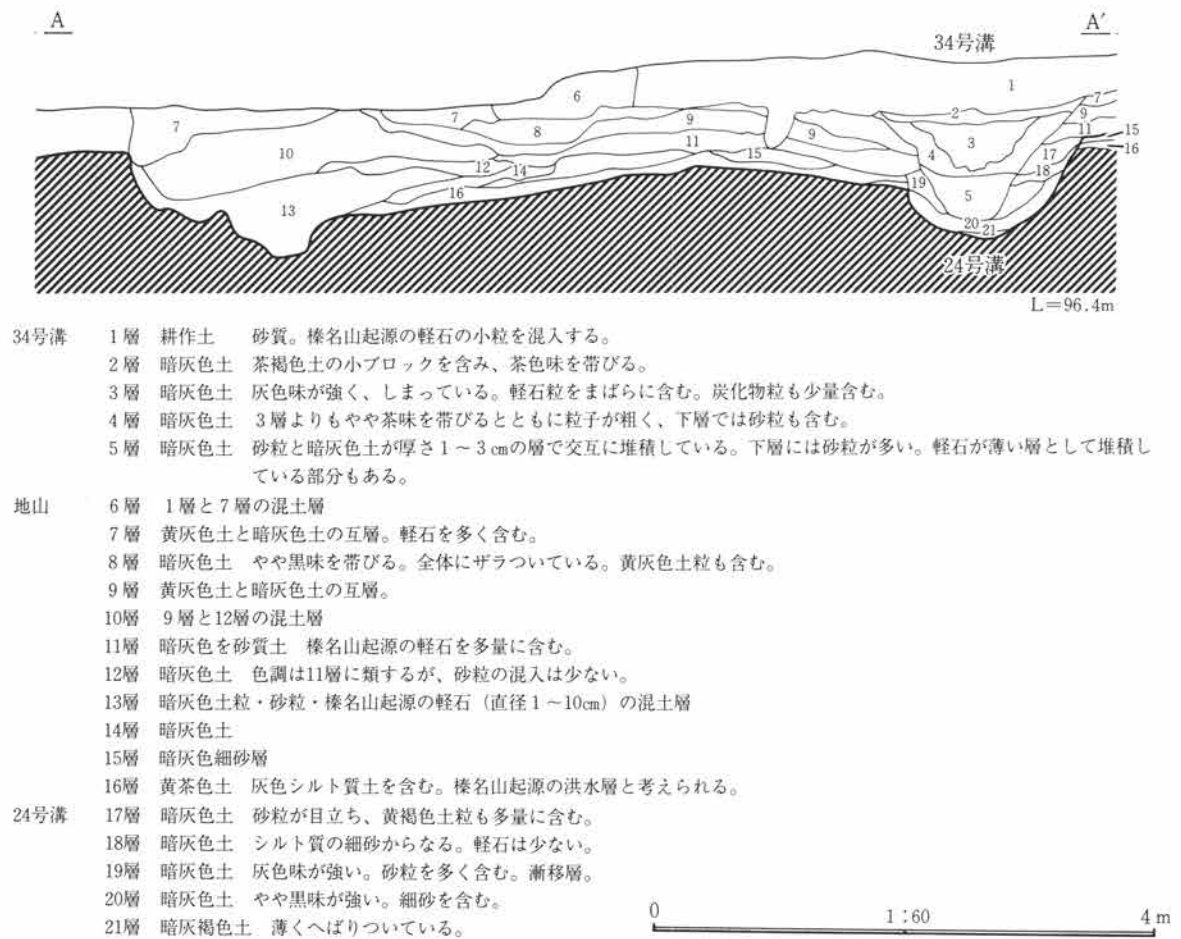 A
A′
34号溝
1
6
7
2
7
9
8
9
9
3
11
10
11
15
4
17
15
12
14
16
18
16
19
5
13
20
21
24号溝
L＝96.4m
34号溝 1層 耕作土 砂質。榛名山起源の軽石の小粒を混入する。
2層 暗灰色土 茶褐色土の小ブロックを含み、茶色味を帯びる。
3層 暗灰色土 灰色味が強く、しまっている。軽石粒をまばらに含む。炭化物粒も少量含む。
4層 暗灰色土 3層よりもやや茶味を帯びるとともに粒子が粗く、下層では砂粒も含む。
5層 暗灰色土 砂粒と暗灰色土が厚さ1～3㎝の層で交互に堆積している。下層には砂粒が多い。軽石が薄い層として堆積し
ている部分もある。
地山 6層 1層と7層の混土層
7層 黄灰色土と暗灰色土の互層。軽石を多く含む。
8層 暗灰色土 やや黒味を帯びる。全体にザラついている。黄灰色土粒も含む。
9層 黄灰色土と暗灰色土の互層。
10層 9層と12層の混土層
11層 暗灰色を砂質土 榛名山起源の軽石を多量に含む。
12層 暗灰色土 色調は11層に類するが、砂粒の混入は少ない。
13層 暗灰色土粒・砂粒・榛名山起源の軽石（直径1～10㎝）の混土層
14層 暗灰色土
15層 暗灰色細砂層
16層 黄茶色土 灰色シルト質土を含む。榛名山起源の洪水層と考えられる。
24号溝 17層 暗灰色土 砂粒が目立ち、黄褐色土粒も多量に含む。
18層 暗灰色土 シルト質の細砂からなる。軽石は少ない。
19層 暗灰色土 灰色味が強い。砂粒を多く含む。漸移層。
20層 暗灰色土 やや黒味が強い。細砂を含む。
21層 暗灰褐色土 薄くへばりついている。
0 1：60 4m